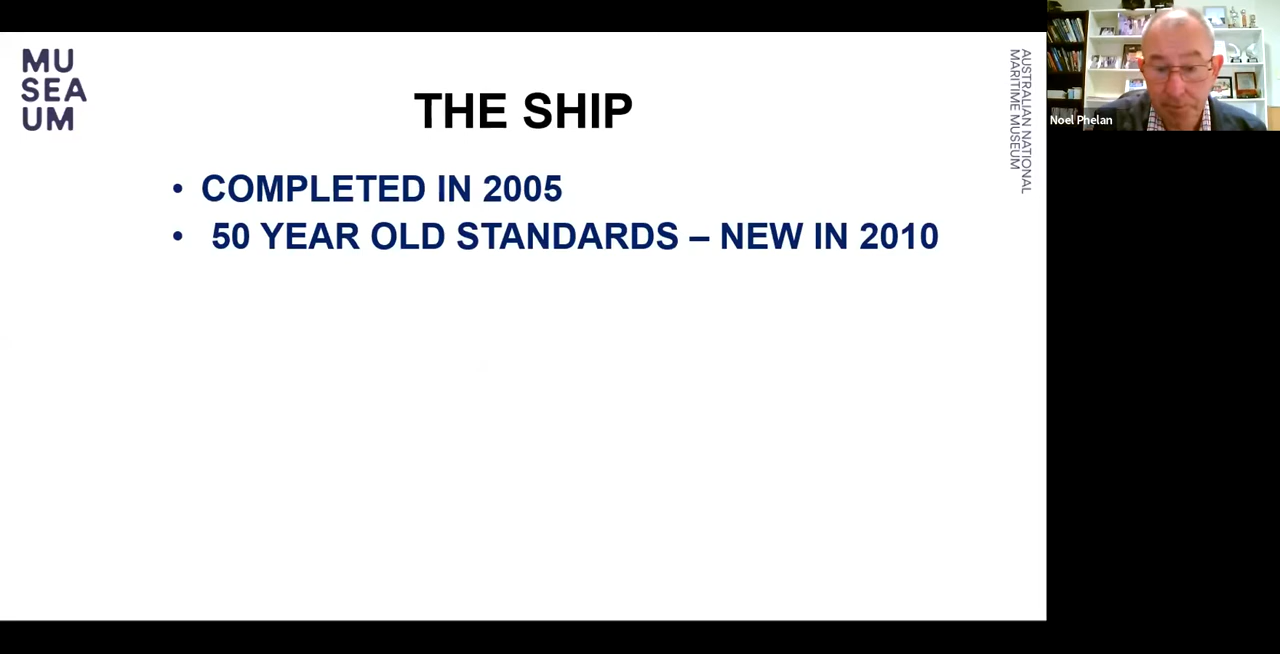 MU
SEA
UM
THE SHIP
AUSTRALIAN NATIONAL
MARITIME MUSEUM
• COMPLETED IN 2005
• 50 YEAR OLD STANDARDS – NEW IN 2010
Noel Phelan